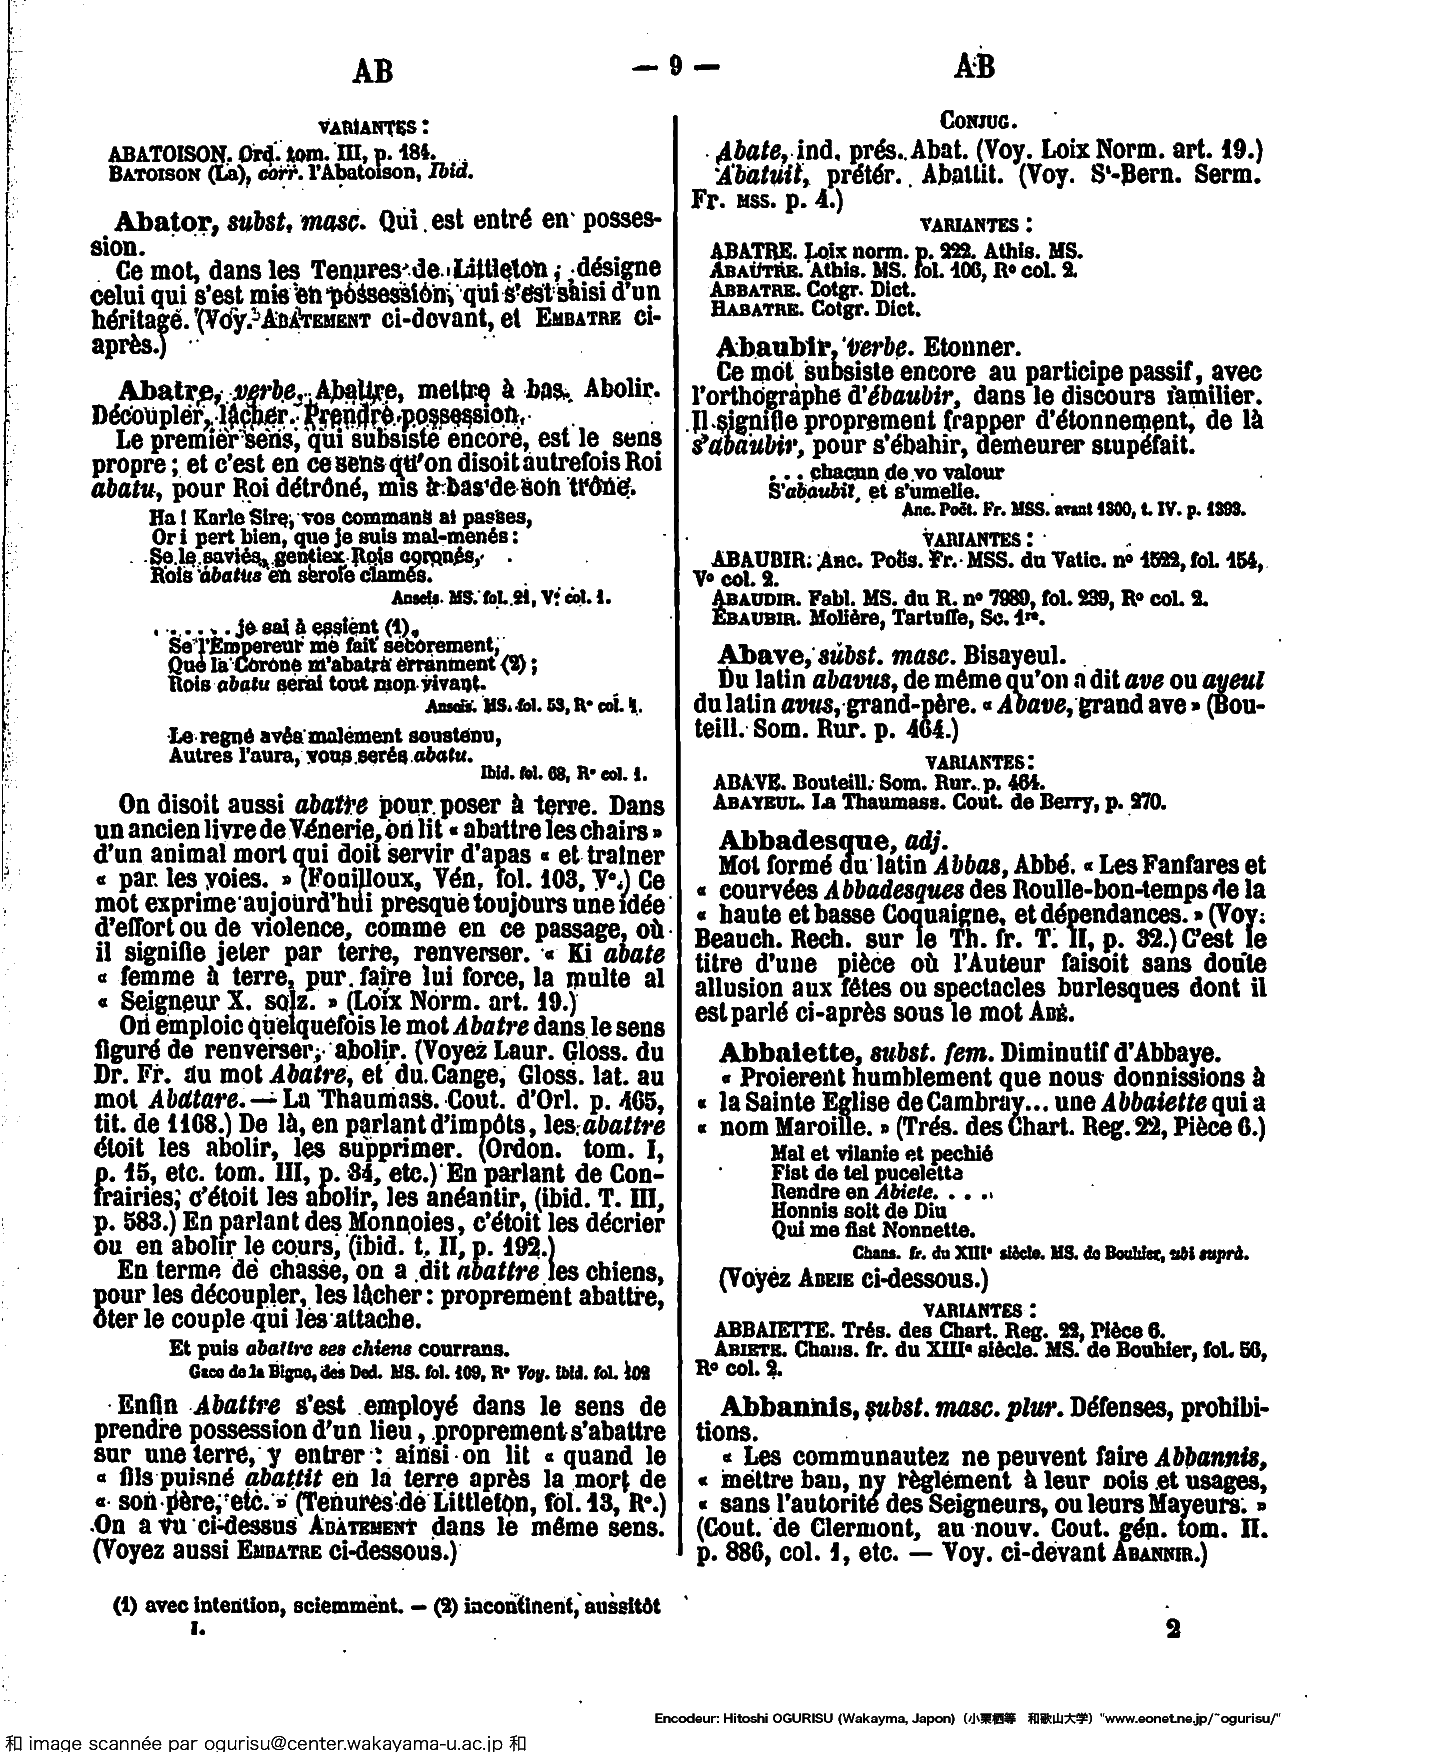 AB
— 9 —
AB
VARIANTES :
ABATOISON. Ord. tom. III, p. 184.
BATOISON (La), corr. l'Abatoison, Ibid.
Abator, subst. masc. Qui est entré en posses-
sion.
Ce mot, dans les Tenures de Littleton, désigne
celui qui s'est mis en possession, qui s'est saisi d'un
héritage. (Voy. ABATEMENT ci-devant, et EMBATRE ci-
après.)
Abatre, verbe. Abattre, mettre à bas. Abolir.
Découpler, lâcher. Prendre possession.
Le premier sens, qui subsiste encore, est le sens
propre ; et c'est en ce sens qu'on disoit autrefois Roi
abatu, pour Roi détrôné, mis à bas de son trône.
Ha ! Karle Sire, vos commans ai passes,
Or i pert bien, que je suis mal-menés :
Se le saviés, gentiex Rois coronés,
Rois abatus en seroie clamés.
Anseis. MS. fol. 21, V° col. 1.
. . . . . . je sai à essient (1),
Se l'Empereur me fait secorement,
Que la Corone m'abatra erranment (2) ;
Rois abatu serai tout mon vivant.
Anseis. MS. fol. 53, R° col. 1.
Le regné avés malement soustenu,
Autres l'aura, vous serés abatu.
Ibid. fol. 68, R° col. 1.
On disoit aussi abatre pour poser à terre. Dans
un ancien livre de Vénerie, on lit « abattre les chairs »
d'un animal mort qui doit servir d'apas « et traîner
« par les voies. » (Fouilloux, Vén. fol. 103, V°.) Ce
mot exprime aujourd'hui presque toujours une idée
d'effort ou de violence, comme en ce passage, où
il signifie jeter par terre, renverser. « Ki abate
« femme à terre, pur faire lui force, la multe al
« Seigneur X. solz. » (Loix Norm. art. 19.)
On emploie quelquefois le mot Abatre dans le sens
figuré de renverser, abolir. (Voyez Laur. Gloss. du
Dr. Fr. au mot Abatre, et du Cange, Gloss. lat. au
mot Abatare. — La Thaumass. Cout. d'Orl. p. 465,
tit. de 1168.) De là, en parlant d'impôts, les abattre
étoit les abolir, les supprimer. (Ordon. tom. I,
p. 15, etc. tom. III, p. 34, etc.) En parlant de Con-
frairies, c'étoit les abolir, les anéantir, (ibid. T. III,
p. 583.) En parlant des Monnoies, c'étoit les décrier
ou en abolir le cours, (ibid. t. II, p. 192.)
En terme de chasse, on a dit abattre les chiens,
pour les découpler, les lâcher : proprement abattre,
ôter le couple qui les attache.
Et puis abattre ses chiens courrans.
Gace de la Bigne, des Ded. MS. fol. 109, R° Voy. ibid. fol. 102
Enfin Abattre s'est employé dans le sens de
prendre possession d'un lieu, proprement s'abattre
sur une terre, y entrer : ainsi on lit « quand le
« fils puisné abattit en la terre après la mort de
« son père, etc. » (Tenures de Littleton, fol. 13, R°.)
On a vu ci-dessus ABATEMENT dans le même sens.
(Voyez aussi EMBATRE ci-dessous.)
(1) avec intention, sciemment. — (2) incontinent, aussitôt
I.
CONJUG.
Abate, ind. prés. Abat. (Voy. Loix Norm. art. 19.)
Abatuit, prétér. Abattit. (Voy. St-Bern. Serm.
Fr. MSS. p. 4.)
VARIANTES :
ABATRE. Loix norm. p. 222. Athis. MS.
ABAUTRE. Athis. MS. fol. 106, R° col. 2.
ABBATRE. Cotgr. Dict.
HABATRE. Cotgr. Dict.
Abaubir, verbe. Etonner.
Ce mot subsiste encore au participe passif, avec
l'orthographe d'ébaubir, dans le discours familier.
Il signifie proprement frapper d'étonnement, de là
s'abaubir, pour s'ébahir, demeurer stupéfait.
. . . chacun de vo valour
S'abaubit, et s'umelie.
Anc. Poët. Fr. MSS. avant 1300, t. IV. p. 1393.
VARIANTES :
ABAUBIR. Anc. Poës. Fr. MSS. du Vatic. n° 1522, fol. 154,
V° col. 2.
ABAUDIR. Fabl. MS. du R. n° 7989, fol. 239, R° col. 2.
EBAUBIR. Molière, Tartuffe, Sc. 1re.
Abave, subst. masc. Bisayeul.
Du latin abavus, de même qu'on a dit ave ou ayeul
du latin avus, grand-père. « Abave, grand ave » (Bou-
teill. Som. Rur. p. 464.)
VARIANTES :
ABAVE. Bouteill. Som. Rur. p. 464.
ABAYEUL. La Thaumass. Cout. de Berry, p. 270.
Abbadesque, adj.
Mot formé du latin Abbas, Abbé. « Les Fanfares et
« courvées Abbadesques des Roulle-bon-temps de la
« haute et basse Coquaigne, et dépendances. » (Voy.
Beauch. Rech. sur le Th. fr. T. II, p. 32.) C'est le
titre d'une pièce où l'Auteur faisoit sans doute
allusion aux fêtes ou spectacles burlesques dont il
est parlé ci-après sous le mot ABÉ.
Abbaiette, subst. fem. Diminutif d'Abbaye.
« Proierent humblement que nous donnissions à
« la Sainte Eglise de Cambray... une Abbaiette qui a
« nom Maroille. » (Trés. des Chart. Reg. 22, Pièce 6.)
Mal et vilanie et pechié
Fist de tel puceletta
Rendre en Abiete. . . .
Honnis soit de Diu
Qui me fist Nonnette.
Chans. fr. du XIIIe siècle. MS. de Bouhier, ubi suprà.
(Voyez ABEIE ci-dessous.)
VARIANTES :
ABBAIETTE. Trés. des Chart. Reg. 22, Pièce 6.
ABIETE. Chans. fr. du XIIIe siècle. MS. de Bouhier, fol. 56,
R° col. 2.
Abbannis, subst. masc. plur. Défenses, prohibi-
tions.
« Les communautez ne peuvent faire Abbannis,
« mettre bau, ny règlement à leur bois et usages,
« sans l'autorité des Seigneurs, ou leurs Mayeurs. »
(Cout. de Clermont, au nouv. Cout. gén. tom. II.
p. 886, col. 1, etc. — Voy. ci-devant ABANNIR.)
2
Encodeur: Hitoshi OGURISU (Wakayma, Japon) (小栗栖等 和歌山大学) "www.eonet.ne.jp/~ogurisu/"
和 image scannée par ogurisu@center.wakayama-u.ac.jp 和